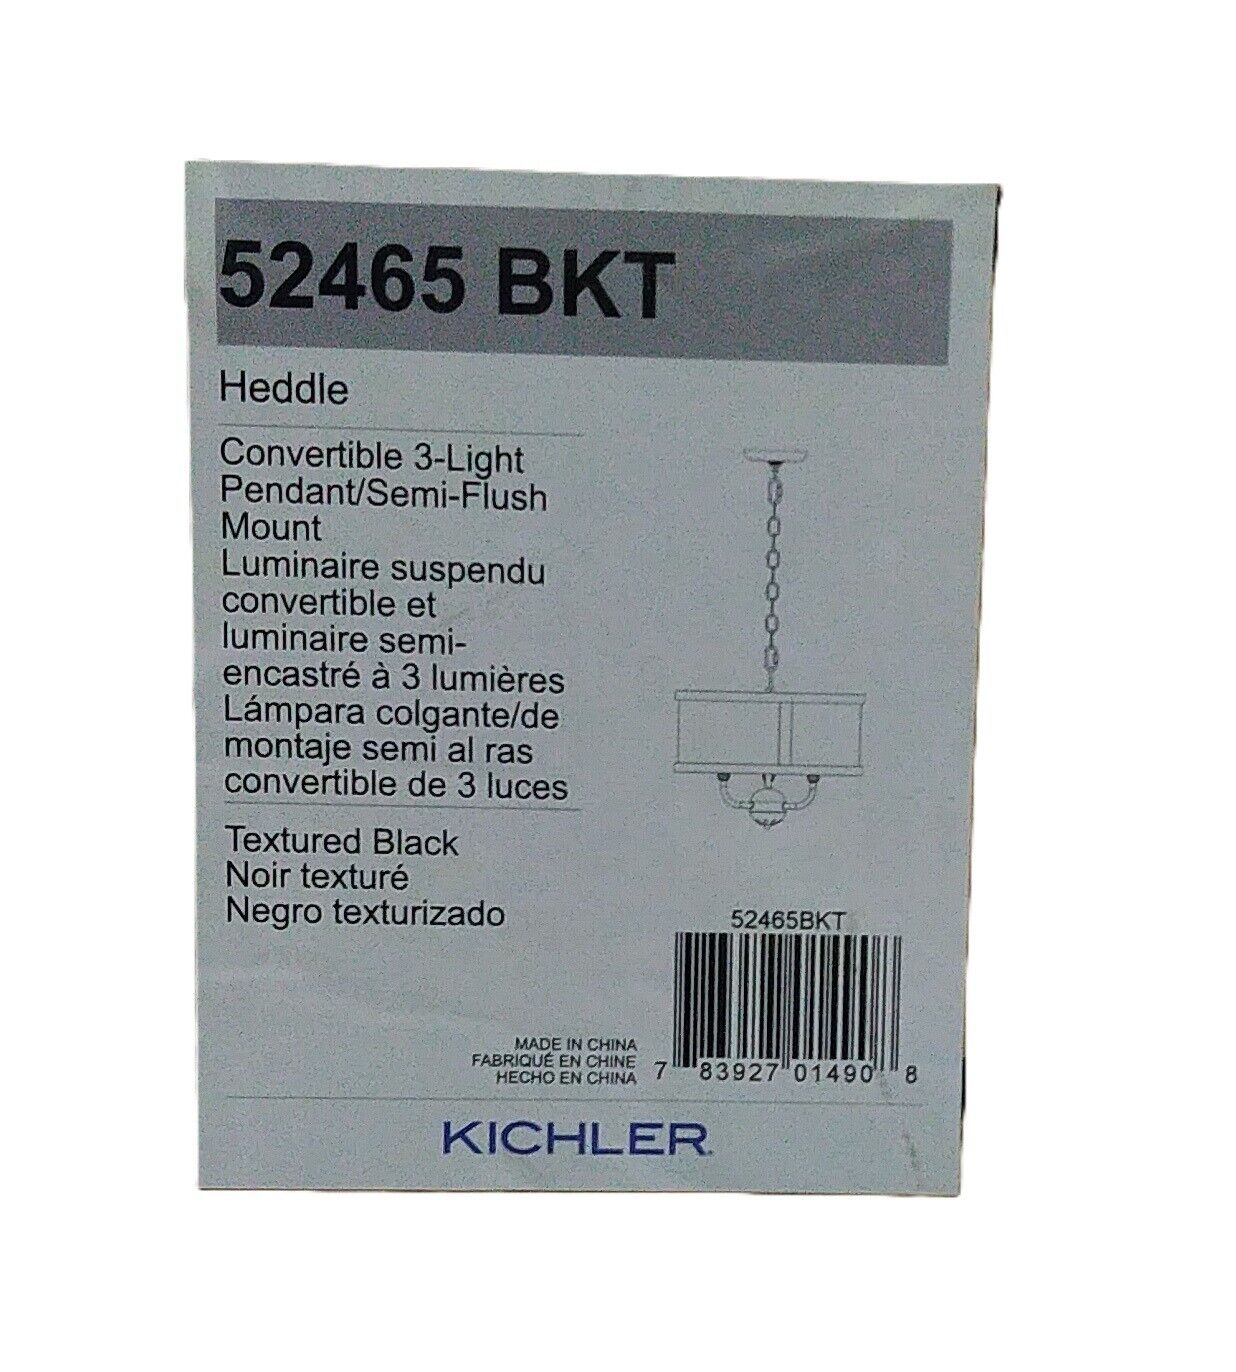 52465 BKT
Heddle
Convertible 3-Light
Pendant/Semi-Flush
Mount
Luminaire suspendu
convertible et
luminaire semi-
encastré à 3 lumières
Lámpara colgante/de
montaje semi al ras
convertible de 3 luces
Textured Black
Noir texturé
Negro texturizado
52465BKT
MADE IN CHINA
FABRIQUÉ EN CHINE
HECHO EN CHINA
7 83927 01490 8
KICHLER